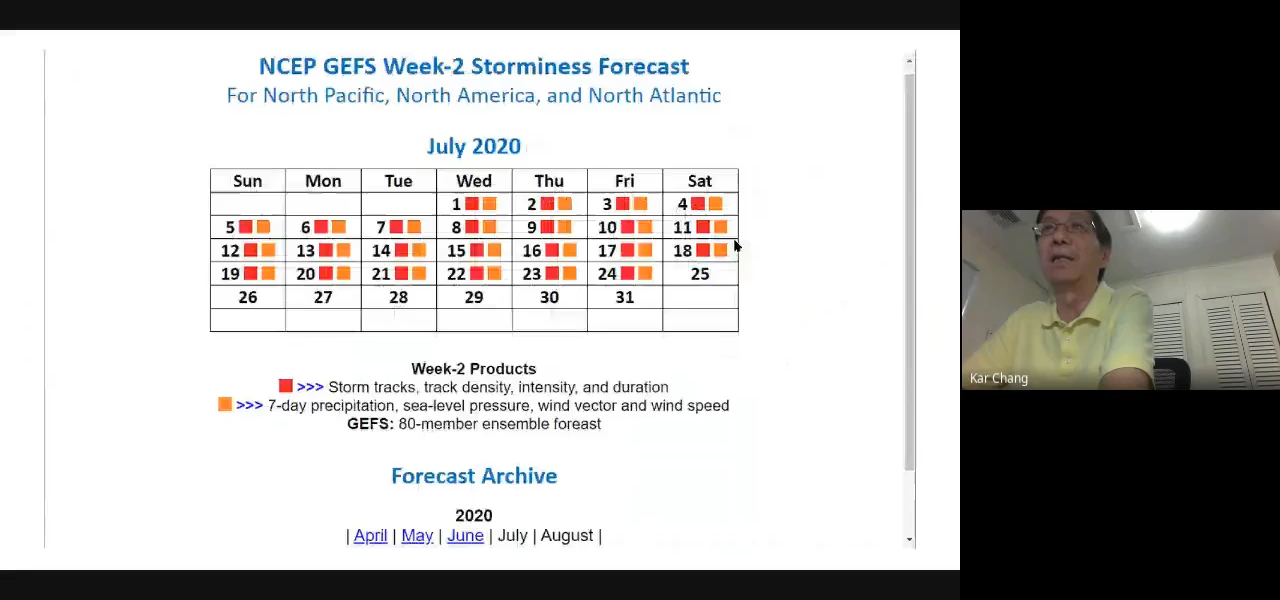 NCEP GEFS Week-2 Storminess Forecast
For North Pacific, North America, and North Atlantic
July 2020
Sun Mon Tue Wed Thu Fri Sat
1 2 3 4
5 6 7 8 9 10 11
12 13 14 15 16 17 18
19 20 21 22 23 24 25
26 27 28 29 30 31
Week-2 Products
>>> Storm tracks, track density, intensity, and duration
>>> 7-day precipitation, sea-level pressure, wind vector and wind speed
GEFS: 80-member ensemble foreast
Forecast Archive
2020
| April | May | June | July | August |
Kar Chang